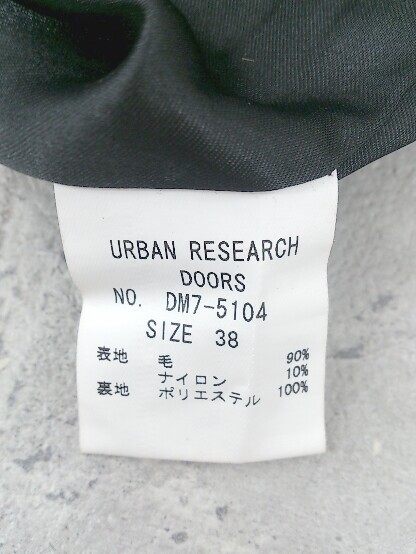 URBAN RESEARCH
DOORS
NO. DM7-5104
SIZE 38
表地 毛 90%
ナイロン 10%
裏地 ポリエステル 100%